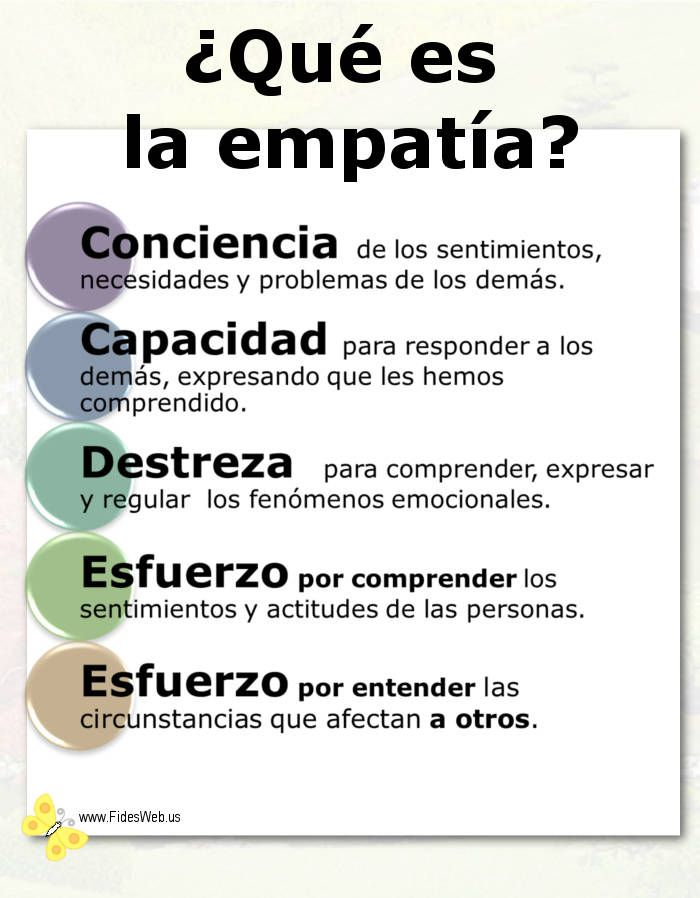 ¿Qué es
la empatía?
Conciencia de los sentimientos,
necesidades y problemas de los demás.
Capacidad para responder a los
demás, expresando que les hemos
comprendido.
Destreza para comprender, expresar
y regular los fenómenos emocionales.
Esfuerzo por comprender los
sentimientos y actitudes de las personas.
Esfuerzo por entender las
circunstancias que afectan a otros.
www.FidesWeb.us